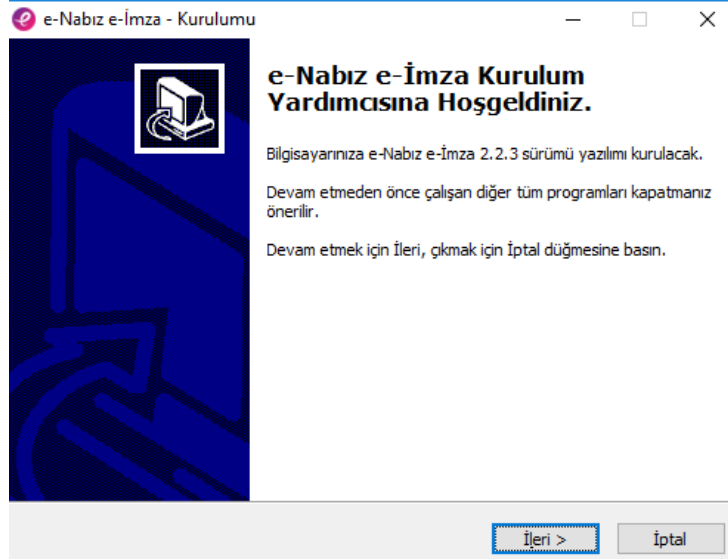 e-Nabız e-İmza - Kurulumu
e-Nabız e-İmza Kurulum
Yardımcısına Hoşgeldiniz.
Bilgisayarınıza e-Nabız e-İmza 2.2.3 sürümü yazılımı kurulacak.
Devam etmeden önce çalışan diğer tüm programları kapatmanız
önerilir.
Devam etmek için İleri, çıkmak için İptal düğmesine basın.
İleri >
İptal